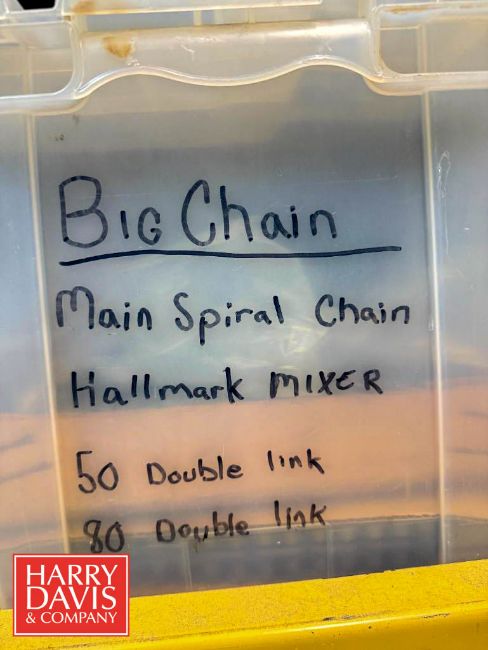 BIG Chain
Main Spiral Chain
Hallmark MIXER
50 Double link
80 Double link
HARRY
DAVIS
& COMPANY